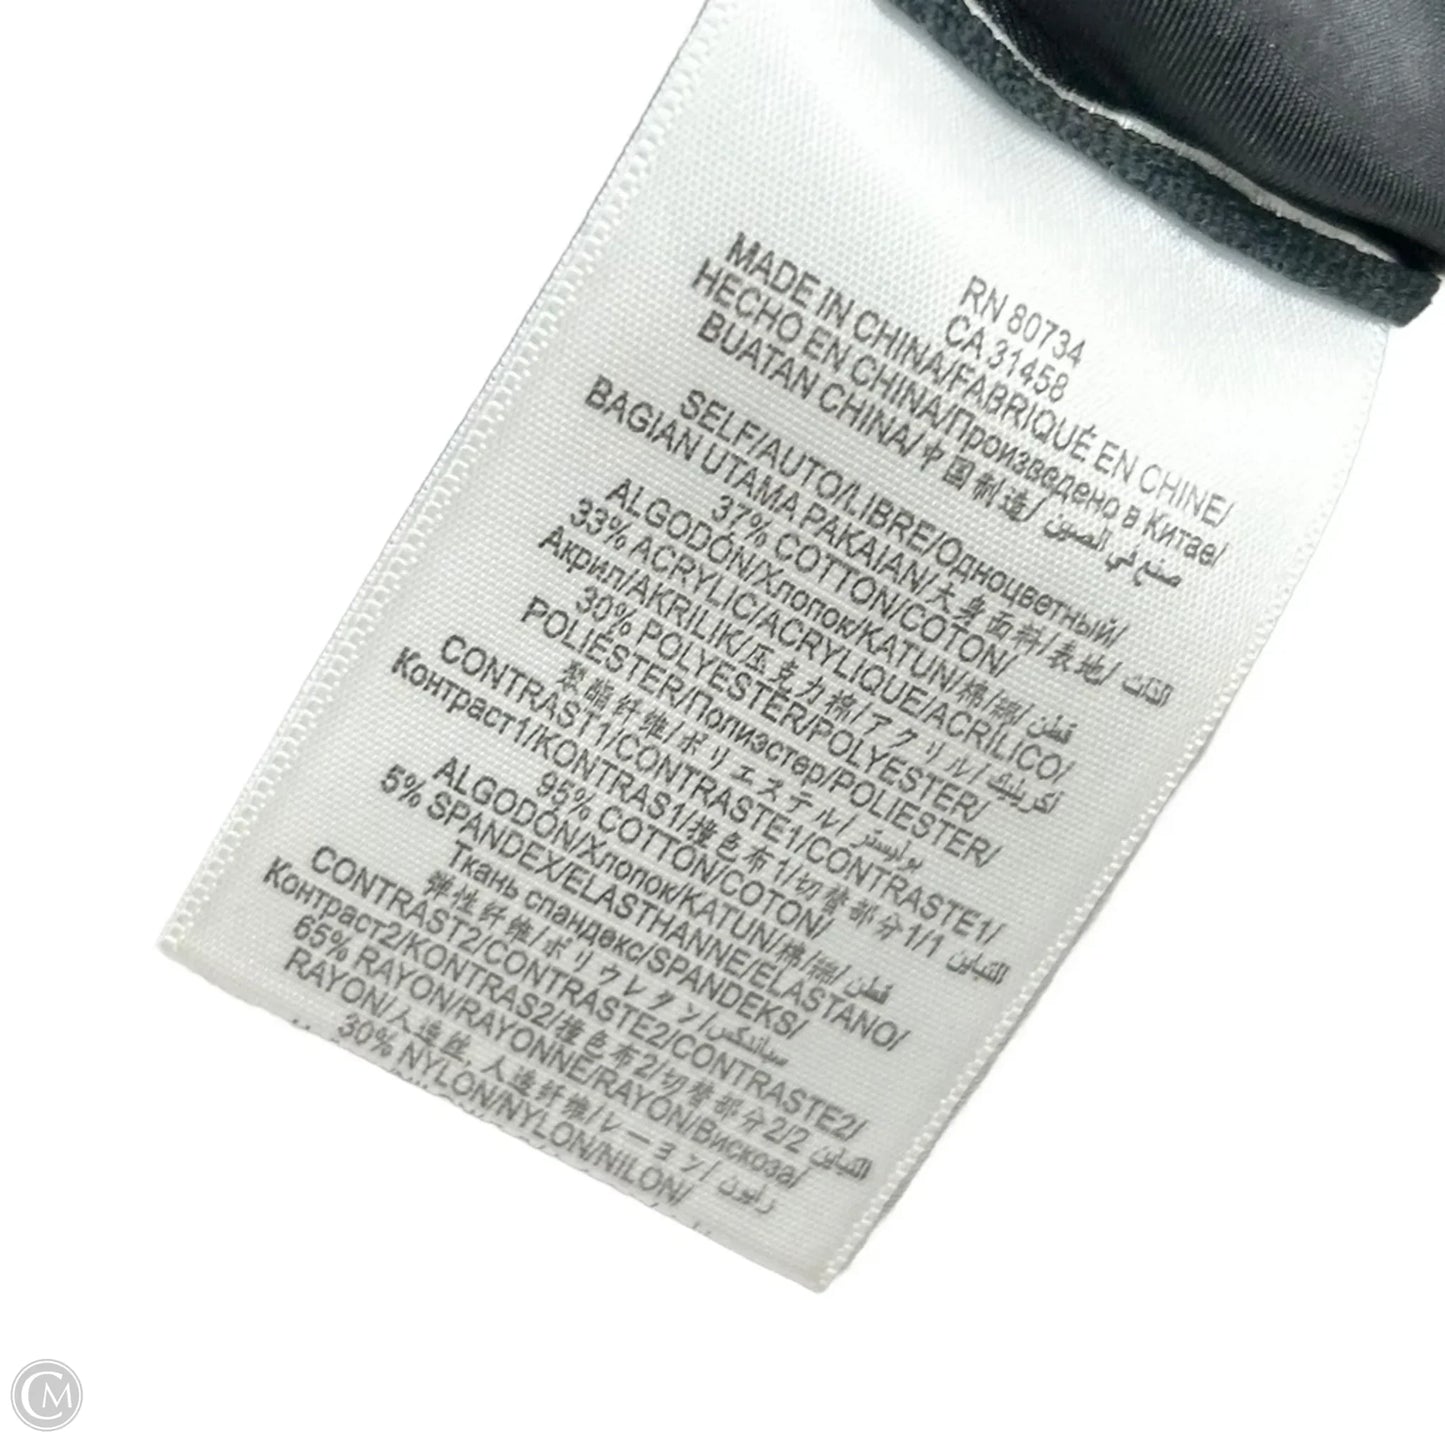 RN 80734
CA 31458
MADE IN CHINA/FABRIQUÉ EN CHINE/
HECHO EN CHINA/Произведено в Китае/
BUATAN CHINA/中国制造/ صنع في الصين
SELF/AUTO/LIBRE/Одноцветный/
BAGIAN UTAMA PAKAIAN/大身面料/表地/
37% COTTON/COTON/
ALGODÓN/Хлопок/KATUN/棉/綿/ قطن
33% ACRYLIC/ACRYLIQUE/ACRILICO/
Акрил/AKRILIK/压克力棉/アクリル/ اكريليك
30% POLYESTER/POLYESTER/
POLIÉSTER/Полиэстер/POLIESTER/
聚酯纤维/ポリエステル/ بوليستر
CONTRAST1/CONTRASTE1/CONTRASTE1/
Контраст1/KONTRAS1/撞色布1/切替部分1/1 التباين
95% COTTON/COTON/
ALGODÓN/Хлопок/KATUN/棉/綿/ قطن
5% SPANDEX/ELASTHANNE/ELASTANO/
Ткань спандекс/SPANDEKS/
弹性纤维/ポリウレタン/ سباندكس
CONTRAST2/CONTRASTE2/CONTRASTE2/
Контраст2/KONTRAS2/撞色布2/切替部分2/2 التباين
65% RAYON/RAYONNE/RAYON/Вискоза/
RAYON/人造丝, 人造纤维/レーヨン/ رايون
30% NYLON/NYLON/NILON/
CM